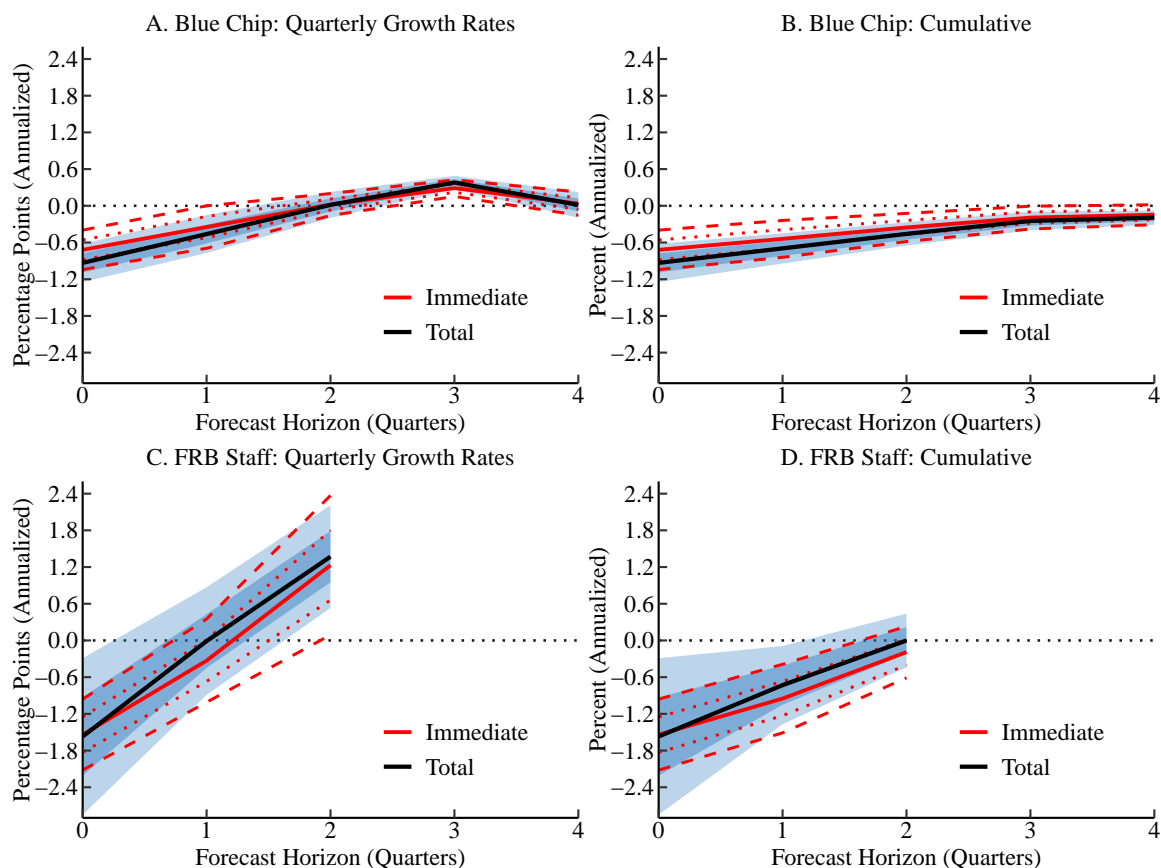 A. Blue Chip: Quarterly Growth Rates
Percentage Points (Annualized)
2.4
1.8
1.2
0.6
0.0
−0.6
−1.2
−1.8
−2.4
Immediate
Total
0 1 2 3 4
Forecast Horizon (Quarters)
B. Blue Chip: Cumulative
Percent (Annualized)
2.4
1.8
1.2
0.6
0.0
−0.6
−1.2
−1.8
−2.4
Immediate
Total
0 1 2 3 4
Forecast Horizon (Quarters)
C. FRB Staff: Quarterly Growth Rates
Percentage Points (Annualized)
2.4
1.8
1.2
0.6
0.0
−0.6
−1.2
−1.8
−2.4
Immediate
Total
0 1 2 3 4
Forecast Horizon (Quarters)
D. FRB Staff: Cumulative
Percent (Annualized)
2.4
1.8
1.2
0.6
0.0
−0.6
−1.2
−1.8
−2.4
Immediate
Total
0 1 2 3 4
Forecast Horizon (Quarters)